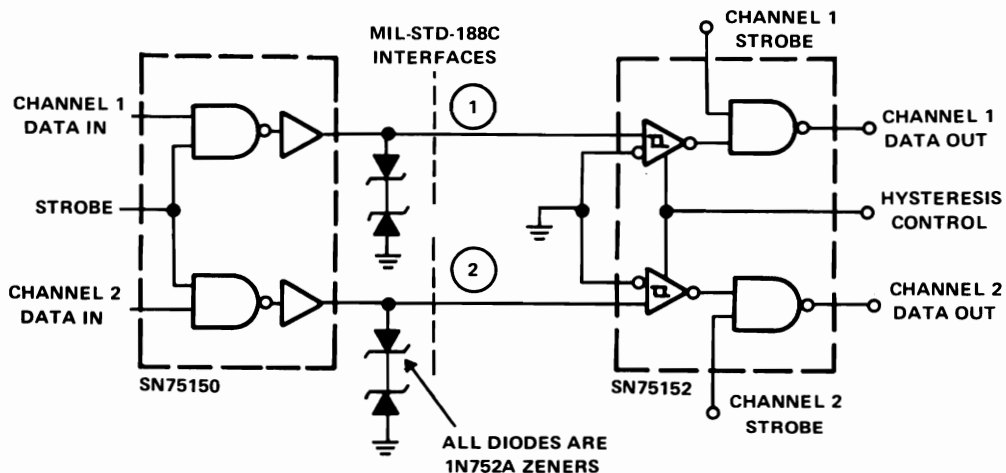 CHANNEL 1
STROBE
MIL-STD-188C
INTERFACES
1
CHANNEL 1
DATA IN
CHANNEL 1
DATA OUT
STROBE
HYSTERESIS
CONTROL
2
CHANNEL 2
DATA IN
CHANNEL 2
DATA OUT
SN75150
SN75152
CHANNEL 2
STROBE
ALL DIODES ARE
1N752A ZENERS